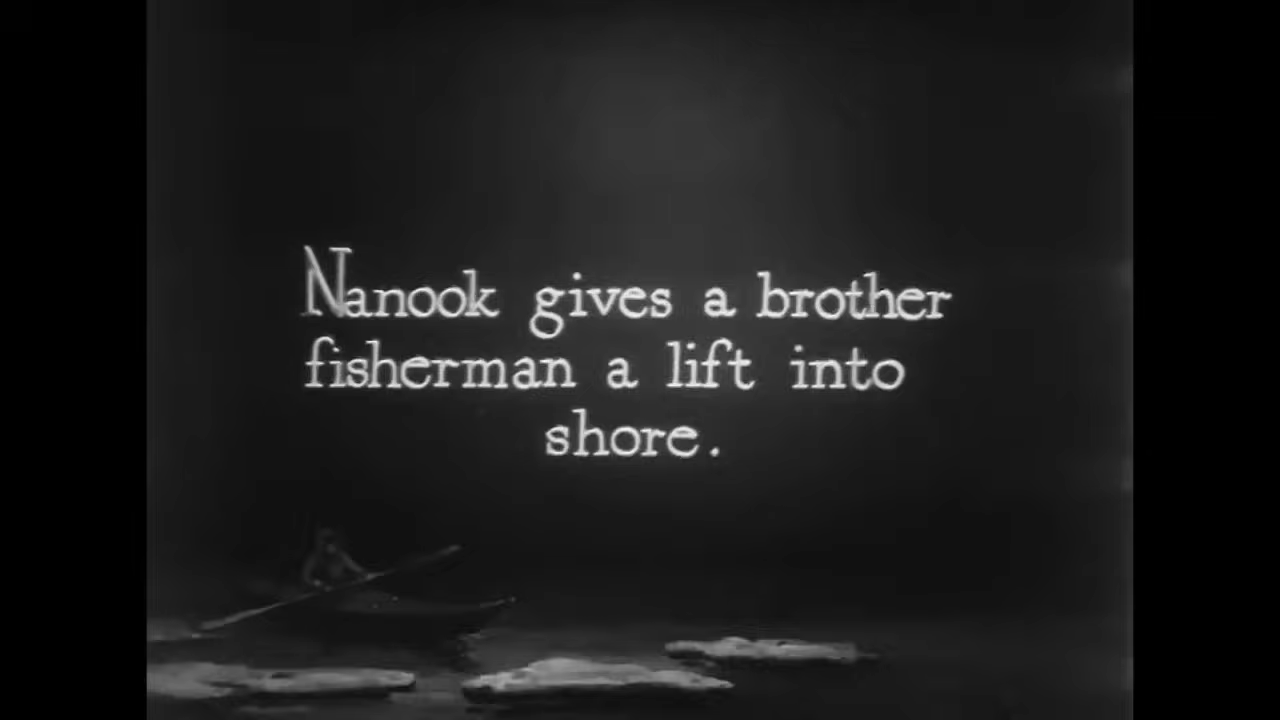 Nanook gives a brother
fisherman a lift into
shore.